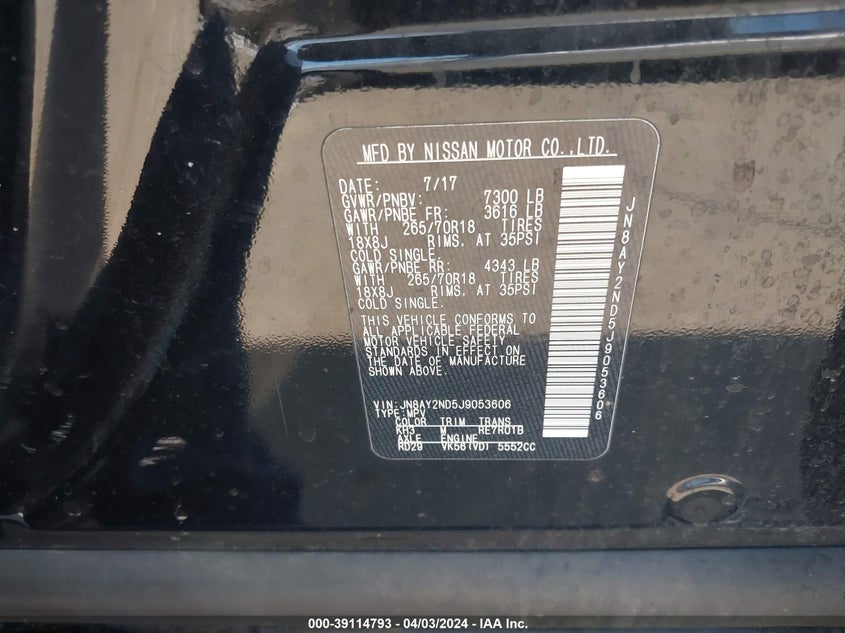 MFD BY NISSAN MOTOR CO.,LTD.
DATE: 7/17
GVWR/PNBV: 7300 LB
GAWR/PNBE FR: 3616 LB
WITH 265/70R18 TIRES
18X8J RIMS. AT 35PSI
COLD SINGLE.
GAWR/PNBE RR: 4343 LB
WITH 265/70R18 TIRES
18X8J RIMS. AT 35PSI
COLD SINGLE.
THIS VEHICLE CONFORMS TO
ALL APPLICABLE FEDERAL
MOTOR VEHICLE SAFETY
STANDARDS IN EFFECT ON
THE DATE OF MANUFACTURE
SHOWN ABOVE.
VIN:JN8AY2ND5J9053606
TYPE:MPV
COLOR TRIM TRANS
KH3 M RE7R01B
AXLE ENGINE
RD29 VK56(VD) 5552CC
JN8AY2ND5J9053606
000-39114793 - 04/03/2024 - IAA Inc.